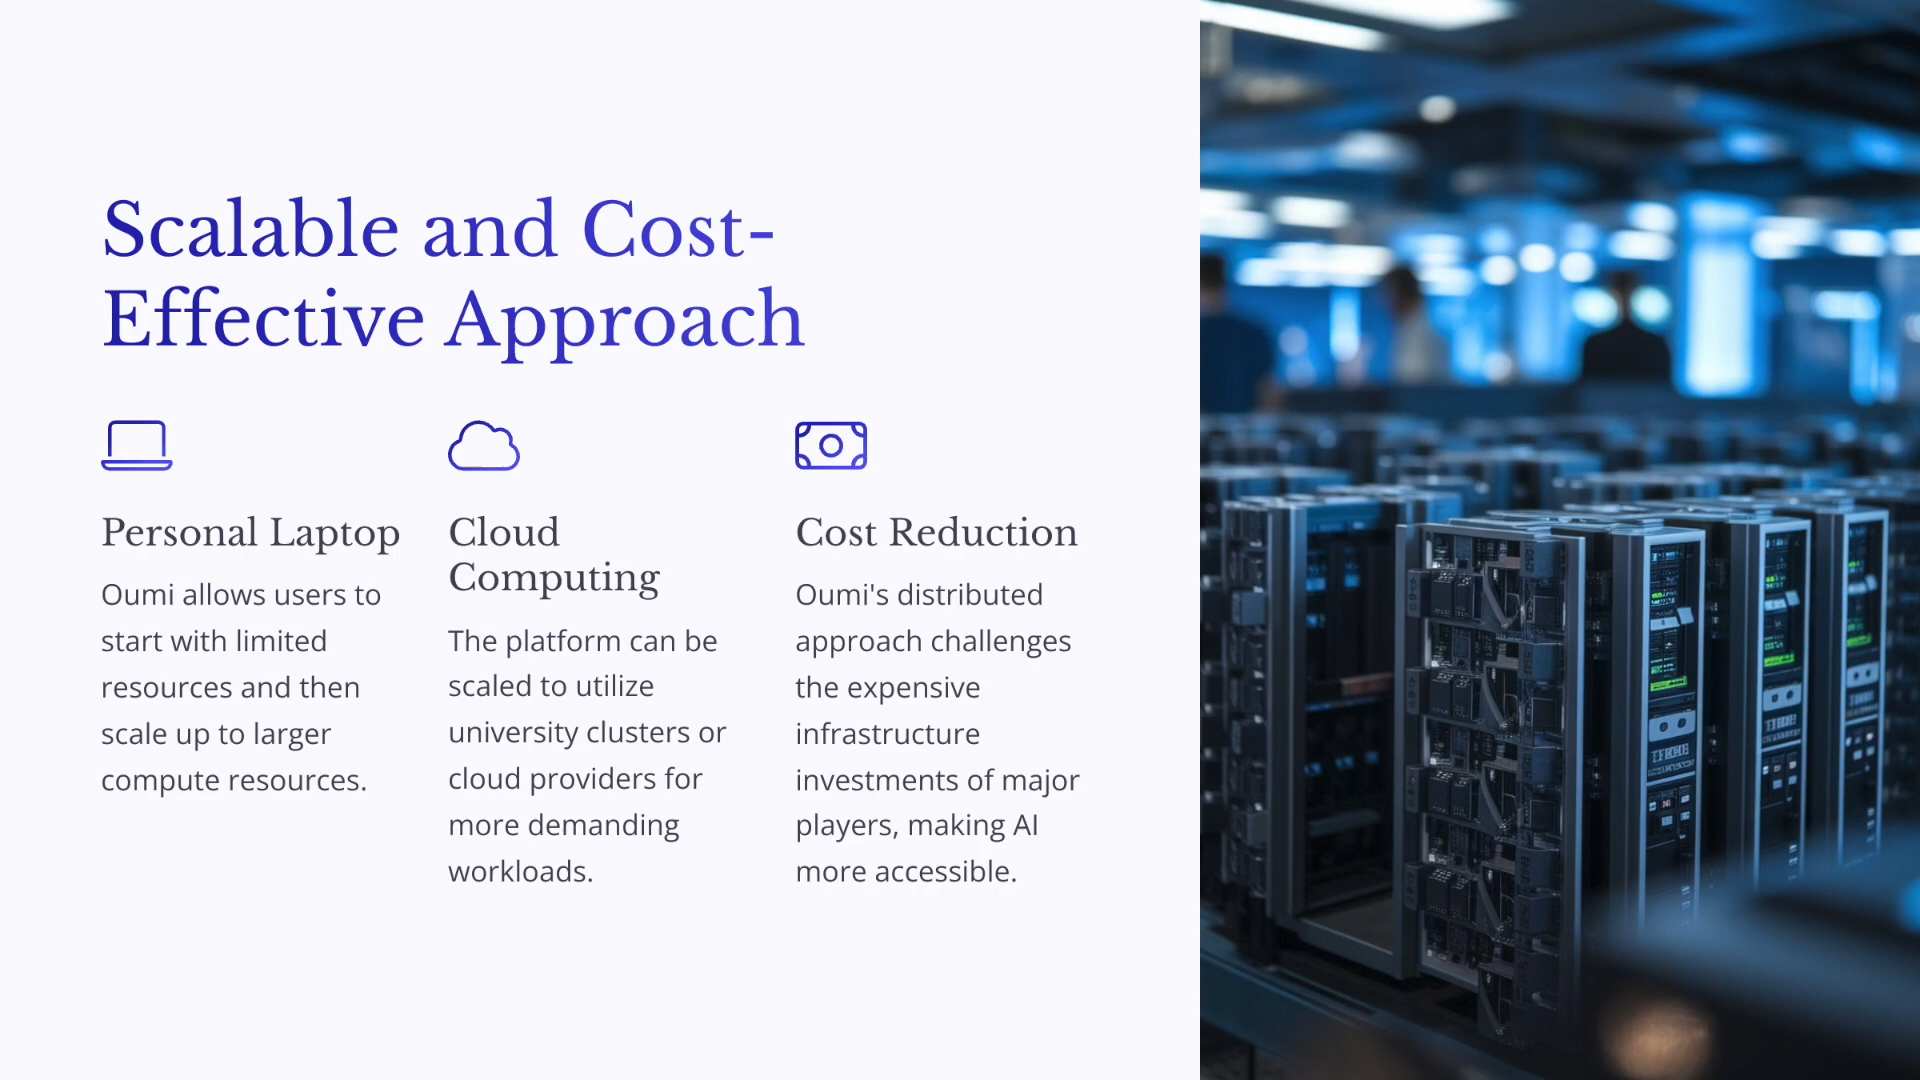 Scalable and Cost-
Effective Approach
Personal Laptop
Oumi allows users to
start with limited
resources and then
scale up to larger
compute resources.
Cloud
Computing
The platform can be
scaled to utilize
university clusters or
cloud providers for
more demanding
workloads.
Cost Reduction
Oumi's distributed
approach challenges
the expensive
infrastructure
investments of major
players, making AI
more accessible.